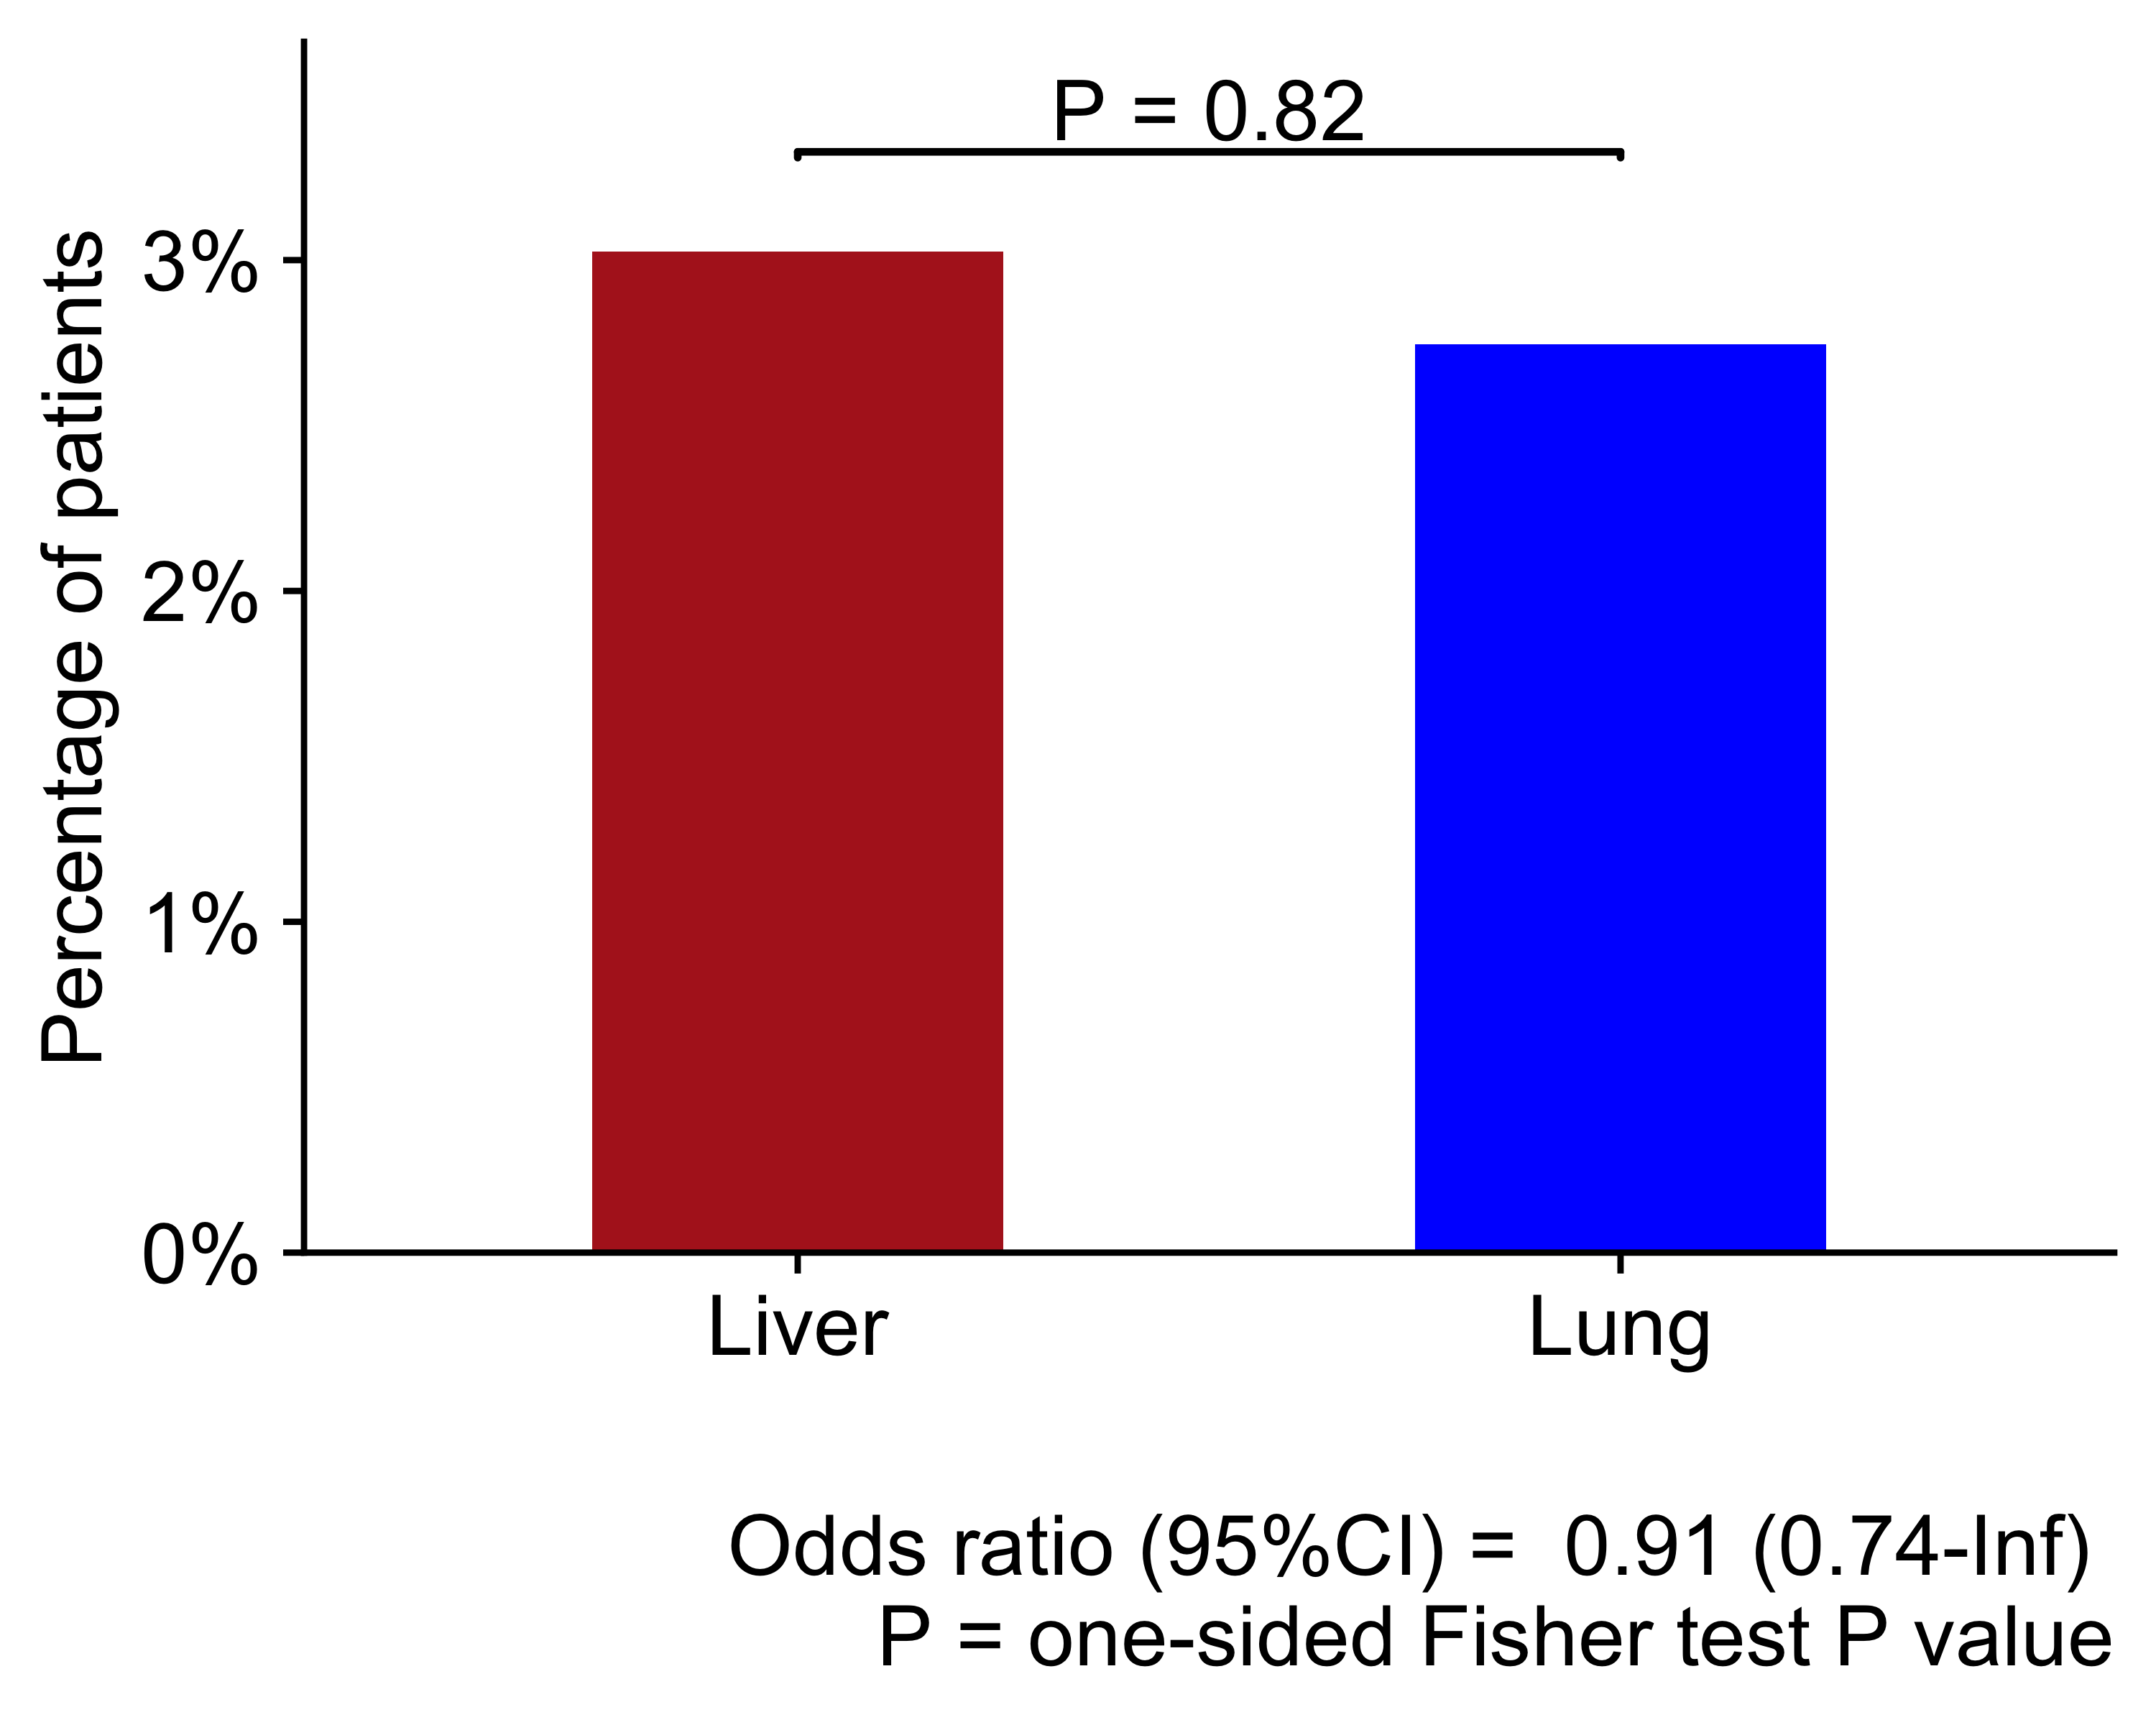 P = 0.82
Percentage of patients
3%
2%
1%
0%
Liver
Lung
Odds ratio (95%CI) =  0.91 (0.74-Inf)
P = one-sided Fisher test P value